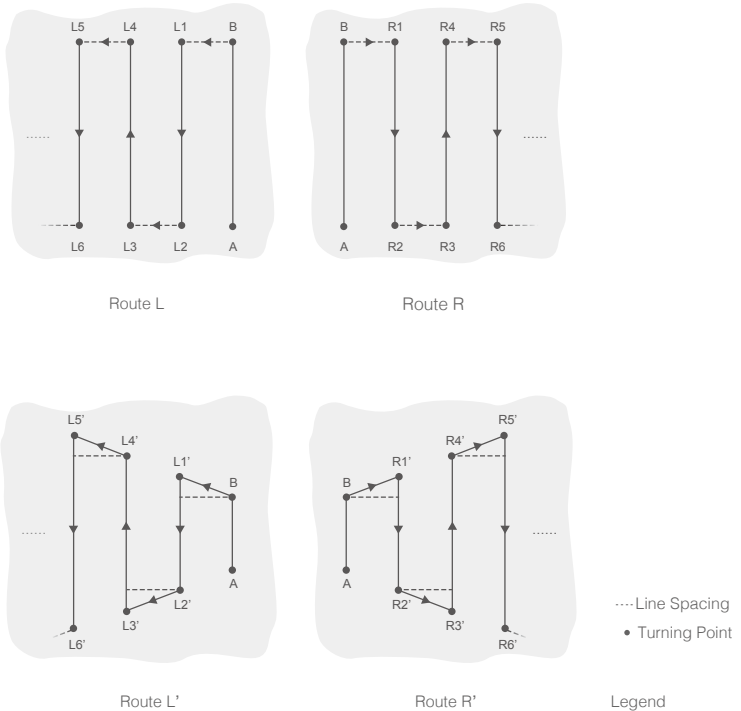 L5 L4 L1 B
L6 L3 L2 A
Route L
B R1 R4 R5
A R2 R3 R6
Route R
L5’
L4’
L1’
B
A
L2’
L3’
L6’
Route L’
R5’
R4’
R1’
B
A
R2’
R3’
R6’
Route R’
Line Spacing
Turning Point
Legend